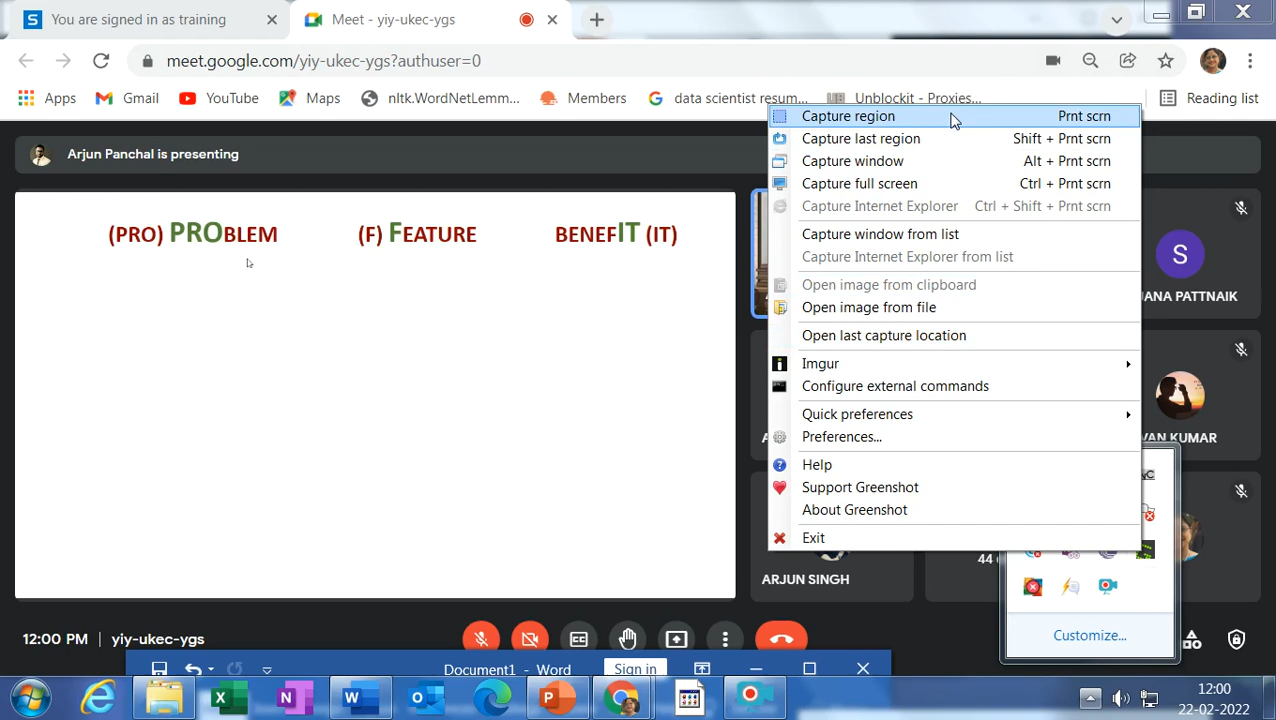 You are signed in as training
Meet - yiy-ukec-ygs
meet.google.com/yiy-ukec-ygs?authuser=0
Apps
Gmail
YouTube
Maps
nltk.WordNetLemm...
Members
data scientist resum...
Unblockit - Proxies...
Reading list
Arjun Panchal is presenting
(PRO) PROBLEM
(F) FEATURE
BENEFIT (IT)
Capture region Prnt scrn
Capture last region Shift + Prnt scrn
Capture window Alt + Prnt scrn
Capture full screen Ctrl + Prnt scrn
Capture Internet Explorer Ctrl + Shift + Prnt scrn
Capture window from list
Capture Internet Explorer from list
Open image from clipboard
Open image from file
Open last capture location
Imgur
Configure external commands
Quick preferences
Preferences...
Help
Support Greenshot
About Greenshot
Exit
S
JANA PATTNAIK
VAN KUMAR
ARJUN SINGH
44
Customize...
12:00 PM | yiy-ukec-ygs
Document1 - Word
Sign in
12:00
22-02-2022